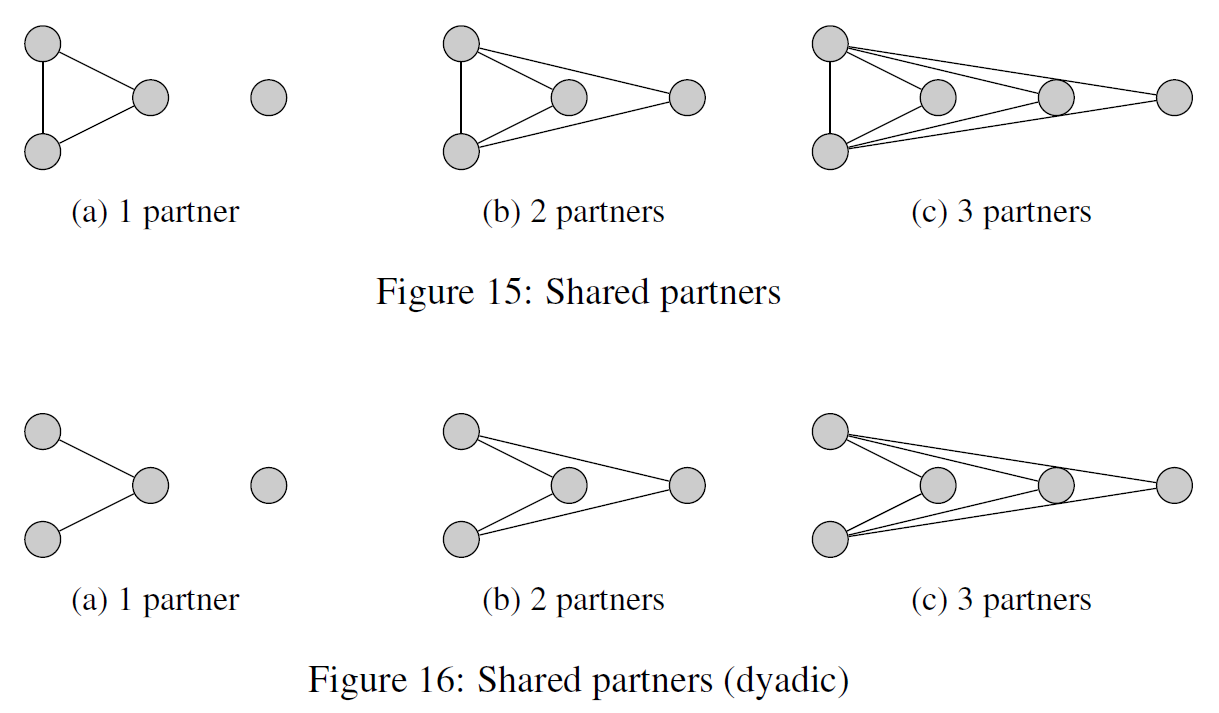 (a) 1 partner
(b) 2 partners
(c) 3 partners
Figure 15: Shared partners
(a) 1 partner
(b) 2 partners
(c) 3 partners
Figure 16: Shared partners (dyadic)